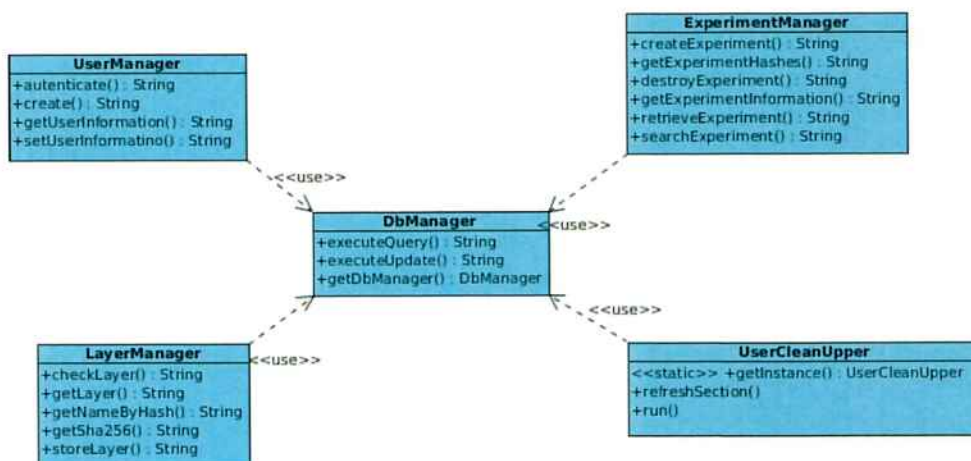 UserManager
+autenticate() : String
+create() : String
+getUserInformation() : String
+setUserInformatino() : String
ExperimentManager
+createExperiment() : String
+getExperimentHashes() : String
+destroyExperiment() : String
+getExperimentInformation() : String
+retrieveExperiment() : String
+searchExperiment() : String
<<use>>
<<use>>
DbManager
+executeQuery() : String
+executeUpdate() : String
+getDbManager() : DbManager
<<use>>
<<use>>
LayerManager
+checkLayer() : String
+getLayer() : String
+getNameByHash() : String
+getSha256() : String
+storeLayer() : String
UserCleanUpper
<<static>> +getInstance() : UserCleanUpper
+refreshSection()
+run()